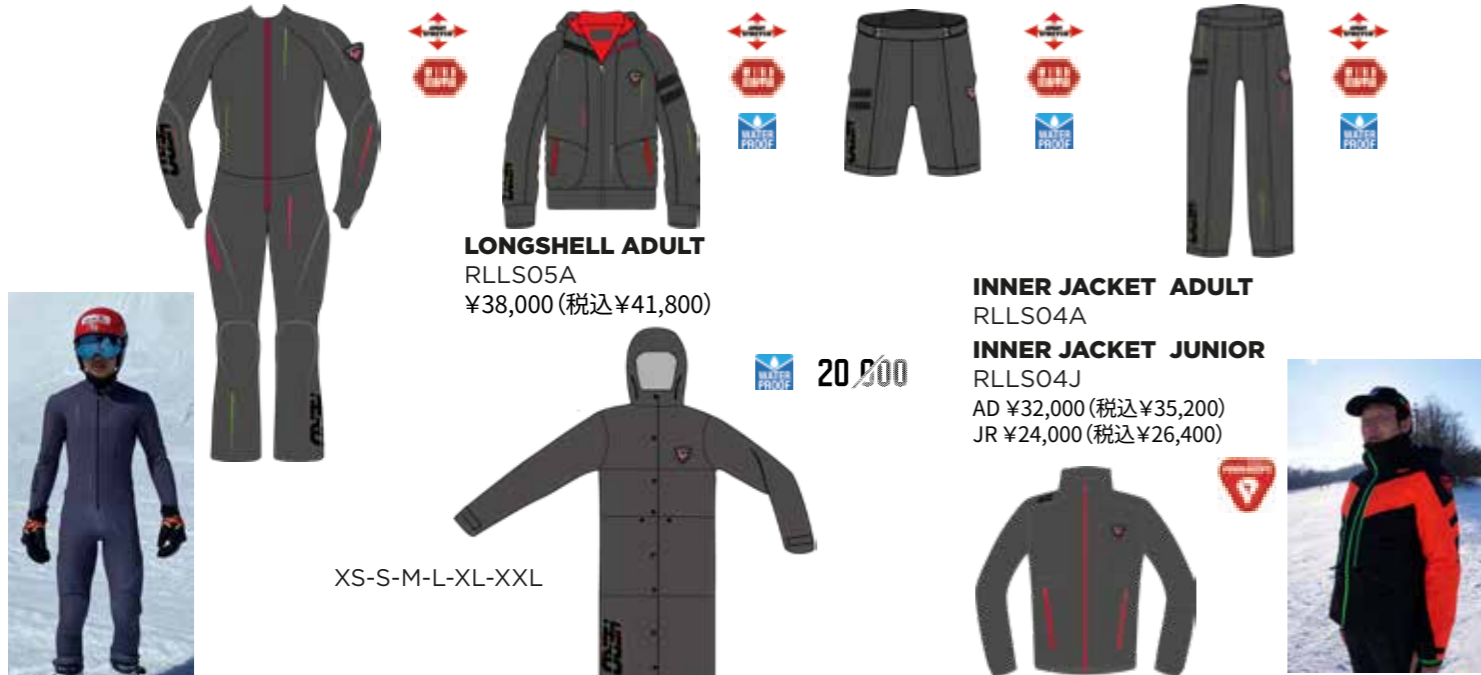 WATER
PROOF
WATER
PROOF
WATER
PROOF
LONGSHELL ADULT
RLLS05A
¥38,000(税込¥41,800)
WATER
PROOF
20,000
INNER JACKET ADULT
RLLS04A
INNER JACKET JUNIOR
RLLS04J
AD ¥32,000(税込¥35,200)
JR ¥24,000(税込¥26,400)
XS-S-M-L-XL-XXL